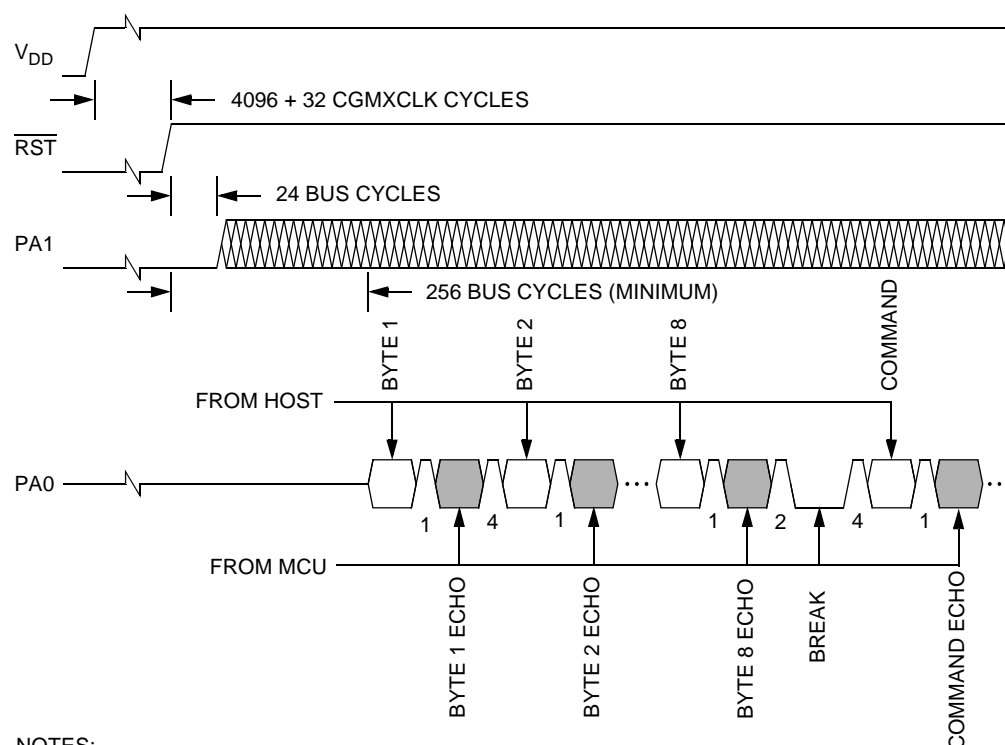 VDD
4096 + 32 CGMXCLK CYCLES
RST
24 BUS CYCLES
PA1
256 BUS CYCLES (MINIMUM)
BYTE 1
BYTE 2
BYTE 8
COMMAND
FROM HOST
PA0
1
4
1
1
2
4
1
FROM MCU
BYTE 1 ECHO
BYTE 2 ECHO
BYTE 8 ECHO
BREAK
COMMAND ECHO
NOTES: